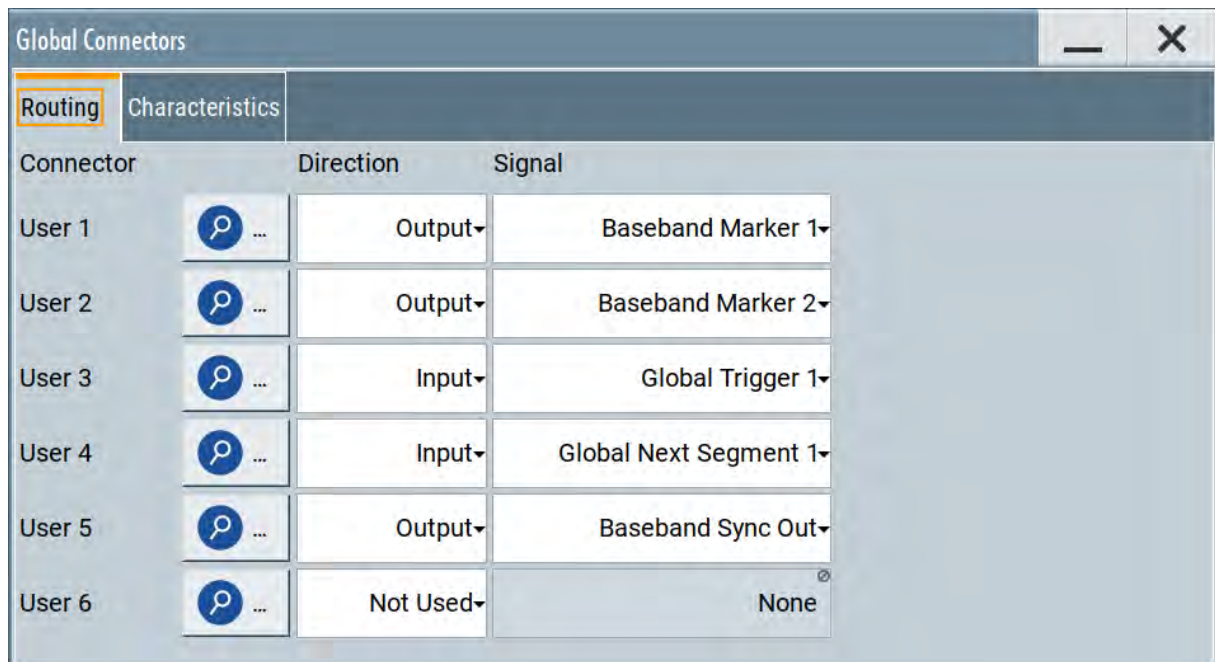 Global Connectors
Routing Characteristics
Connector Direction Signal
User 1 ... Output Baseband Marker 1
User 2 ... Output Baseband Marker 2
User 3 ... Input Global Trigger 1
User 4 ... Input Global Next Segment 1
User 5 ... Output Baseband Sync Out
User 6 ... Not Used None